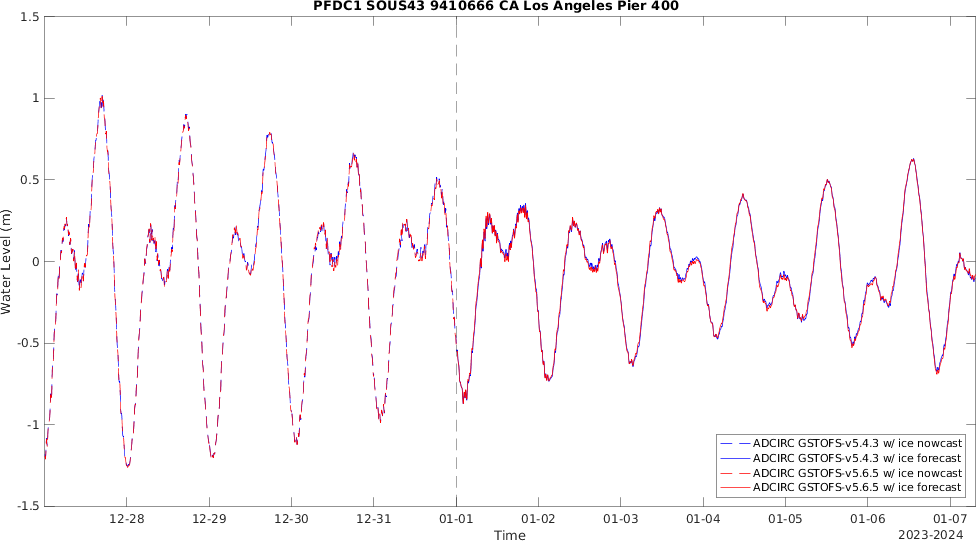 PFDC1 SOUS43 9410666 CA Los Angeles Pier 400
1.5
1
0.5
0
-0.5
-1
-1.5
Water Level (m)
12-28 12-29 12-30 12-31 01-01 01-02 01-03 01-04 01-05 01-06 01-07
Time
2023-2024
ADCIRC GSTOFS-v5.4.3 w/ ice nowcast
ADCIRC GSTOFS-v5.4.3 w/ ice forecast
ADCIRC GSTOFS-v5.6.5 w/ ice nowcast
ADCIRC GSTOFS-v5.6.5 w/ ice forecast